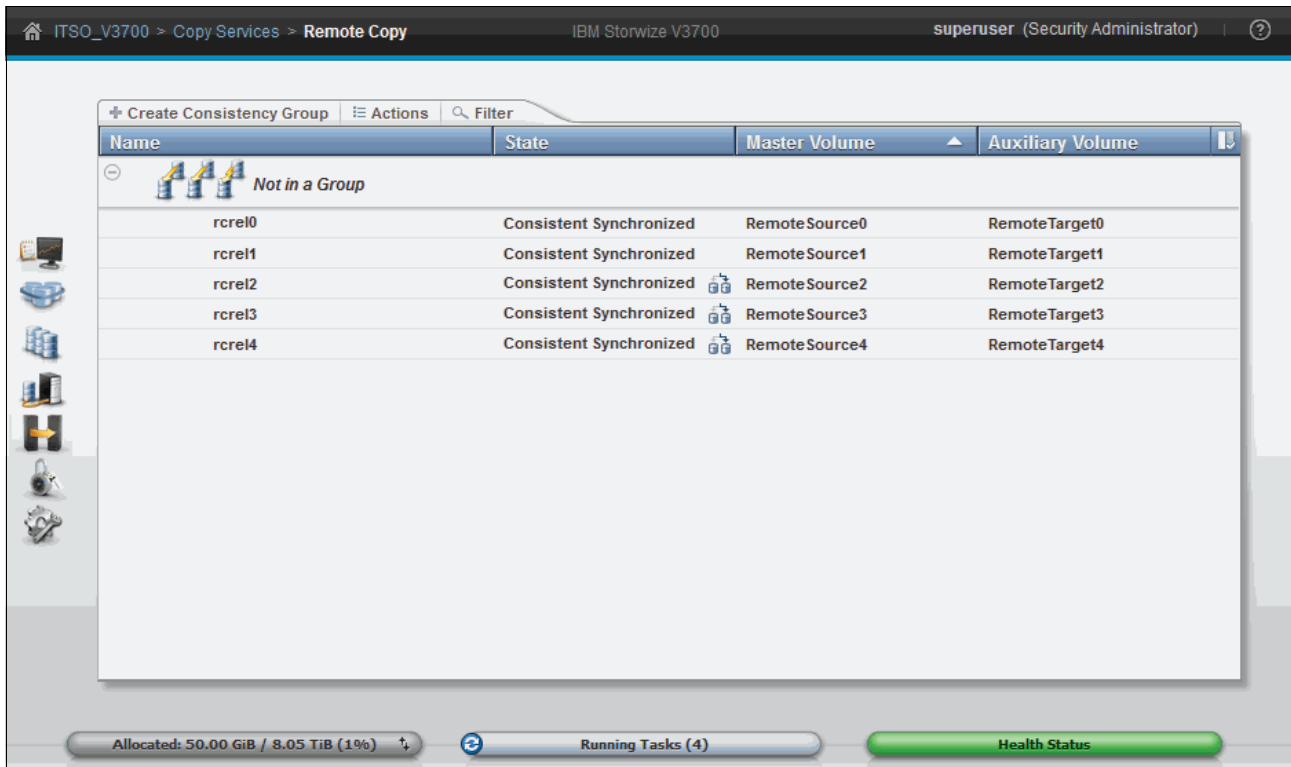 ITSO_V3700 > Copy Services > Remote Copy IBM Storwize V3700 superuser (Security Administrator) ?
Create Consistency Group Actions Filter
Name State Master Volume Auxiliary Volume
Not in a Group
rcrel0 Consistent Synchronized RemoteSource0 RemoteTarget0
rcrel1 Consistent Synchronized RemoteSource1 RemoteTarget1
rcrel2 Consistent Synchronized RemoteSource2 RemoteTarget2
rcrel3 Consistent Synchronized RemoteSource3 RemoteTarget3
rcrel4 Consistent Synchronized RemoteSource4 RemoteTarget4
Allocated: 50.00 GiB / 8.05 TiB (1%) Running Tasks (4) Health Status